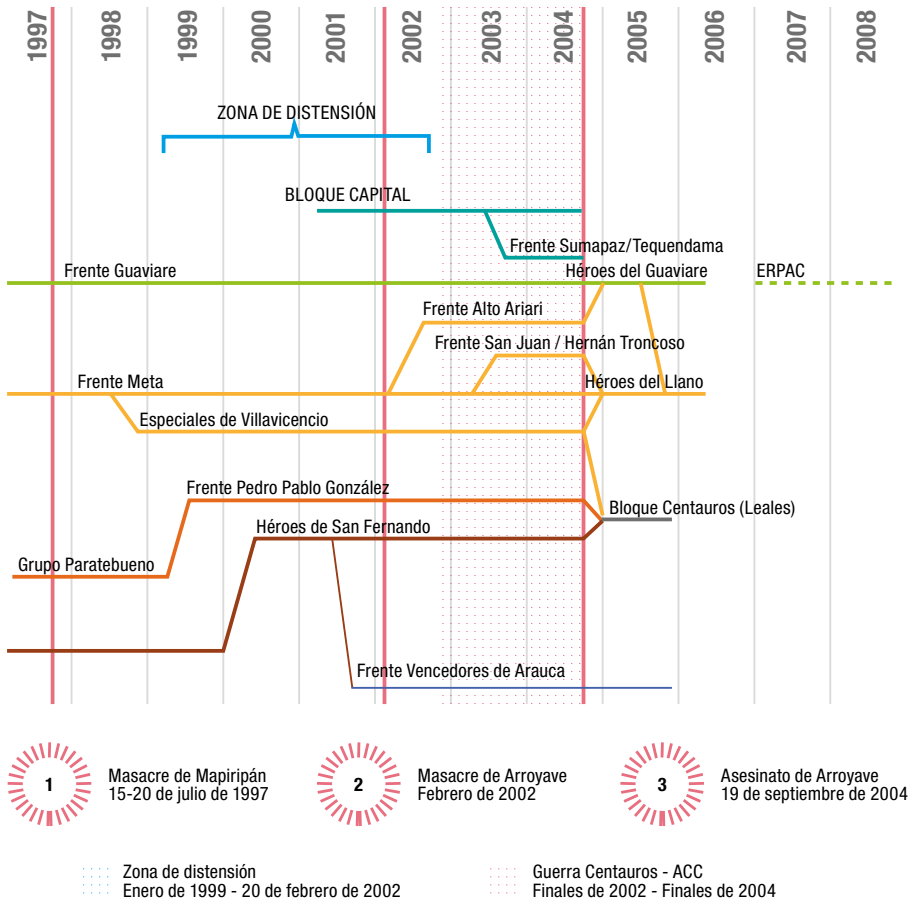 1997
1998
1999
2000
2001
2002
2003
2004
2005
2006
2007
2008
ZONA DE DISTENSIÓN
BLOQUE CAPITAL
Frente Sumapaz/Tequendama
Frente Guaviare
Héroes del Guaviare
ERPAC
Frente Alto Ariari
Frente San Juan / Hernán Troncoso
Frente Meta
Héroes del Llano
Especiales de Villavicencio
Frente Pedro Pablo González
Bloque Centauros (Leales)
Héroes de San Fernando
Grupo Paratebueno
Frente Vencedores de Arauca
1
Masacre de Mapiripán
15-20 de julio de 1997
2
Masacre de Arroyave
Febrero de 2002
3
Asesinato de Arroyave
19 de septiembre de 2004
Zona de distensión
Enero de 1999 - 20 de febrero de 2002
Guerra Centauros - ACC
Finales de 2002 - Finales de 2004